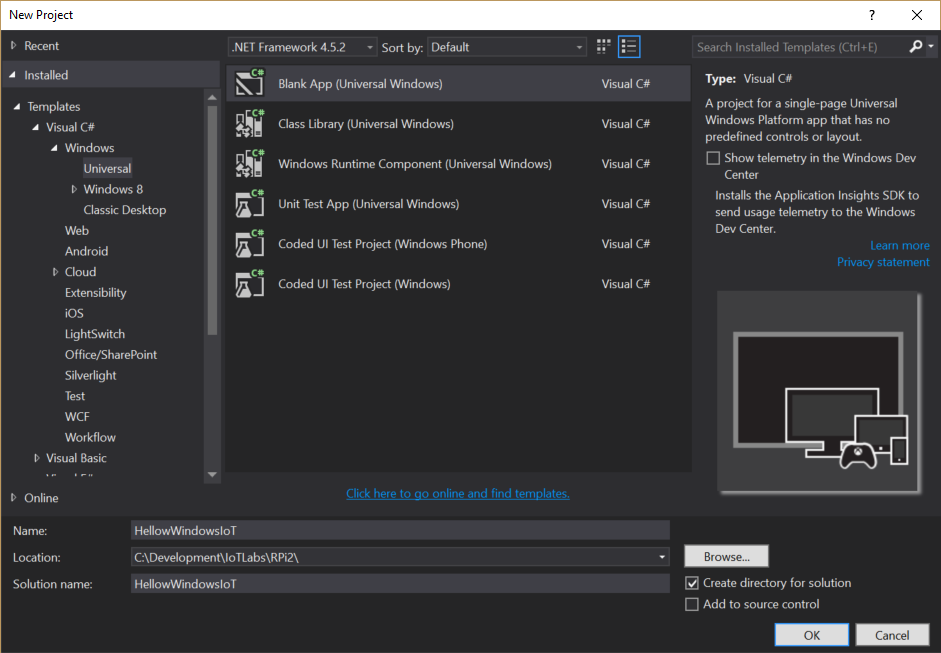 New Project
?
Recent
.NET Framework 4.5.2
Sort by:
Default
Search Installed Templates (Ctrl+E)
Installed
Templates
Visual C#
Windows
Universal
Windows 8
Classic Desktop
Web
Android
Cloud
Extensibility
iOS
LightSwitch
Office/SharePoint
Silverlight
Test
WCF
Workflow
Visual Basic
Online
C# Blank App (Universal Windows) Visual C#
C# Class Library (Universal Windows) Visual C#
C# Windows Runtime Component (Universal Windows) Visual C#
C# Unit Test App (Universal Windows) Visual C#
C# Coded UI Test Project (Windows Phone) Visual C#
C# Coded UI Test Project (Windows) Visual C#
Click here to go online and find templates.
Type: Visual C#
A project for a single-page Universal
Windows Platform app that has no
predefined controls or layout.
Show telemetry in the Windows Dev
Center
Installs the Application Insights SDK to
send usage telemetry to the Windows
Dev Center.
Learn more
Privacy statement
Name: HellowWindowsIoT
Location: C:\Development\IoTLabs\RPi2\
Browse...
Solution name: HellowWindowsIoT
Create directory for solution
Add to source control
OK
Cancel